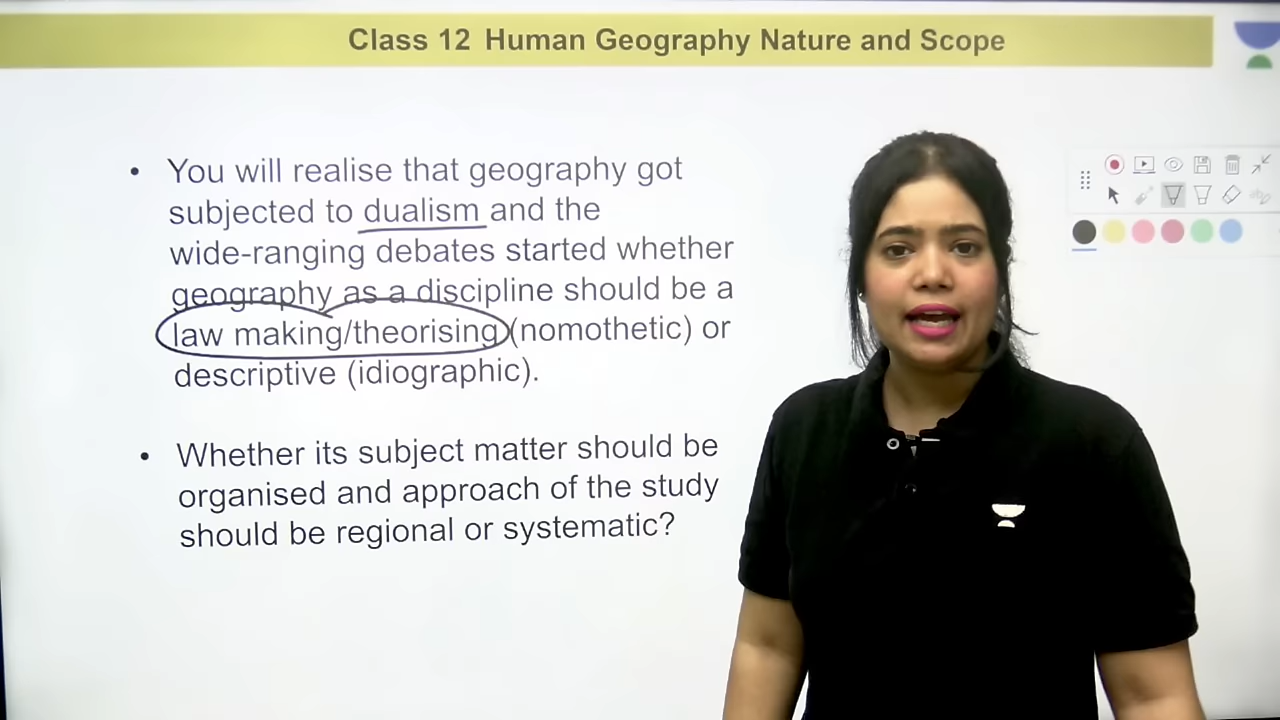 Class 12 Human Geography Nature and Scope
• You will realise that geography got
subjected to dualism and the
wide-ranging debates started whether
geography as a discipline should be a
law making/theorising (nomothetic) or
descriptive (idiographic).
• Whether its subject matter should be
organised and approach of the study
should be regional or systematic?